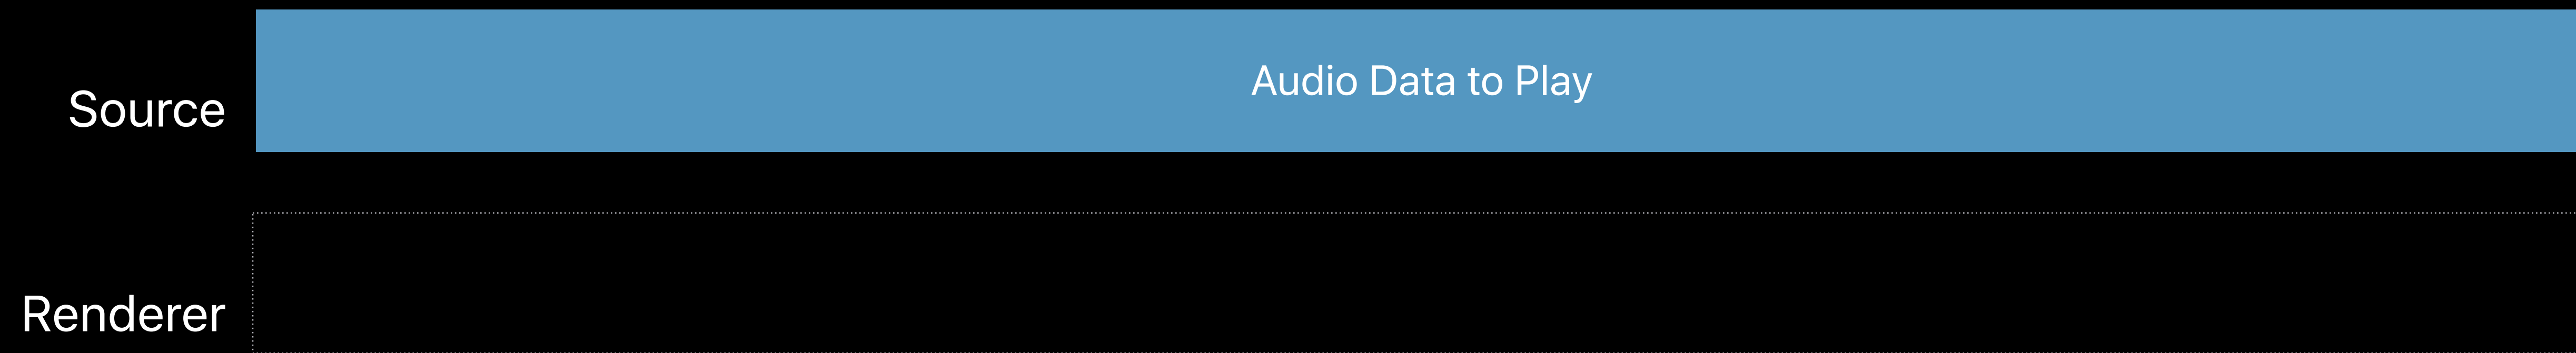 Audio Data to Play
Source
Renderer